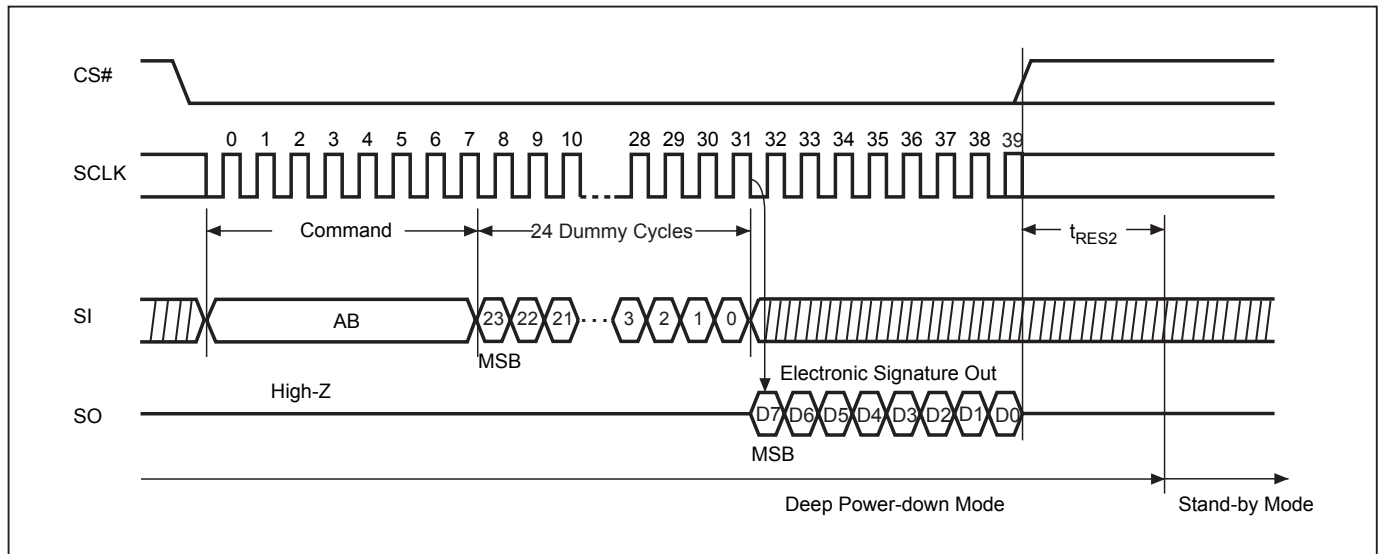 CS#
0 1 2 3 4 5 6 7 8 9 10 28 29 30 31 32 33 34 35 36 37 38 39
SCLK
Command
24 Dummy Cycles
tRES2
SI
AB
23 22 21 3 2 1 0
MSB
High-Z
Electronic Signature Out
SO
D7 D6 D5 D4 D3 D2 D1 D0
MSB
Deep Power-down Mode
Stand-by Mode